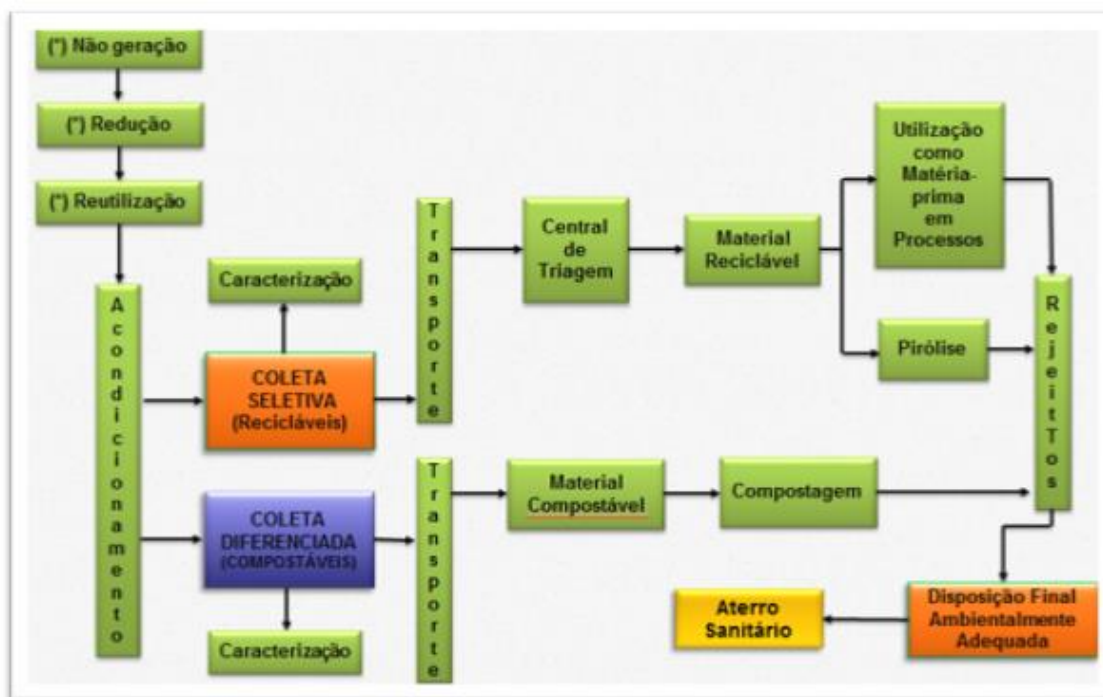 (*) Não geração
(*) Redução
(*) Reutilização
Acondicionamento
Caracterização
COLETA
SELETIVA
(Recicláveis)
Transporte
Central
de
Triagem
Material
Reciclável
Utilização
como
Matéria-
prima
em
Processos
Pirólise
RejeitTos
COLETA
DIFERENCIADA
(COMPOSTÁVEIS)
Caracterização
Transporte
Material
Compostável
Compostagem
Disposição Final
Ambientalmente
Adequada
Aterro
Sanitário